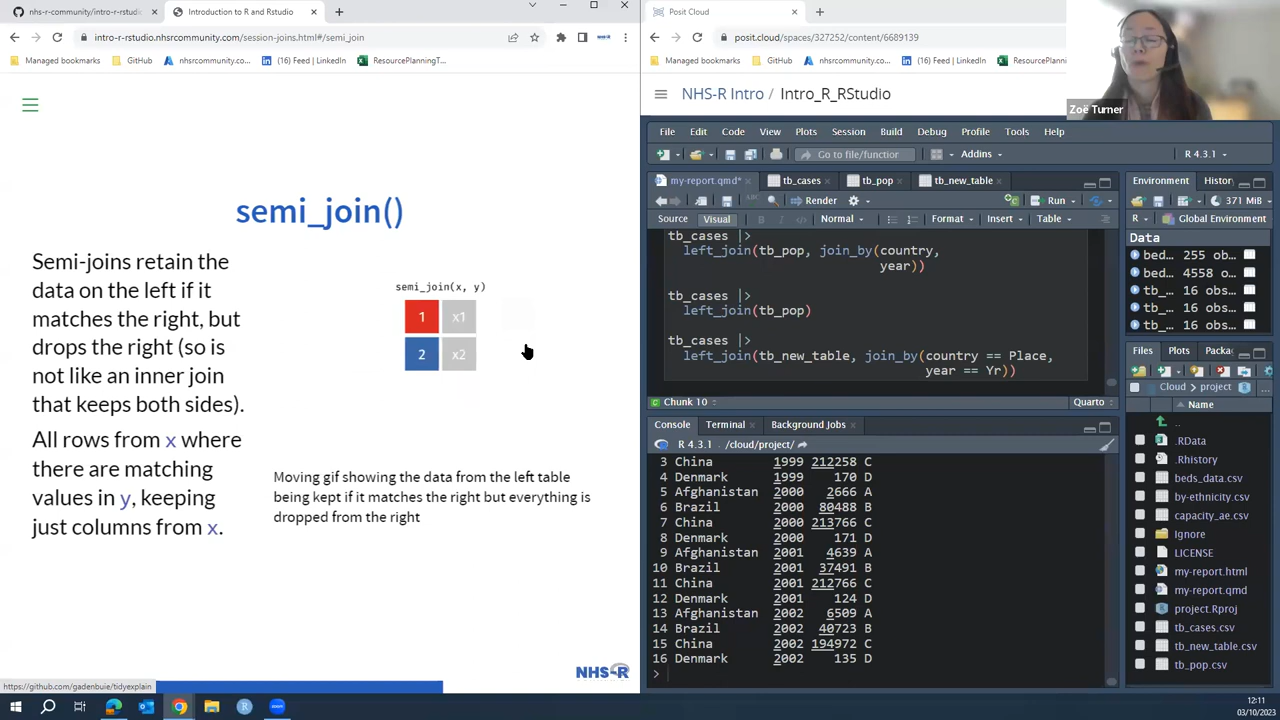 nhs-r-community/intro-r-rstudio
Introduction to R and Rstudio
intro-r-rstudio.nhsrcommunity.com/session-joins.html#/semi_join
Managed bookmarks
GitHub
nhsrcommunity.co...
(16) Feed | LinkedIn
ResourcePlanningT...
semi_join()
Semi-joins retain the
data on the left if it
matches the right, but
drops the right (so is
not like an inner join
that keeps both sides).
All rows from x where
there are matching
values in y, keeping
just columns from x.
semi_join(x, y)
1 x1
2 x2
Moving gif showing the data from the left table
being kept if it matches the right but everything is
dropped from the right
NHS-R
https://github.com/gadenbuie/tidyexplain
Posit Cloud
posit.cloud/spaces/327252/content/6689139
Managed bookmarks
GitHub
nhsrcommunity.co...
(16) Feed | LinkedIn
ResourcePlannin
Zoë Turner
NHS-R Intro / Intro_R_RStudio
File Edit Code View Plots Session Build Debug Profile Tools Help
Go to file/function
Addins
R 4.3.1
my-report.qmd*
tb_cases
tb_pop
tb_new_table
Render
Run
Source Visual
B I Normal Format Insert Table
tb_cases |>
left_join(tb_pop, join_by(country,
year))
tb_cases |>
left_join(tb_pop)
tb_cases |>
left_join(tb_new_table, join_by(country == Place,
year == Yr))
Chunk 10
Quarto
Console Terminal Background Jobs
R 4.3.1 . /cloud/project/
3 China 1999 212258 C
4 Denmark 1999 170 D
5 Afghanistan 2000 2666 A
6 Brazil 2000 80488 B
7 China 2000 213766 C
8 Denmark 2000 171 D
9 Afghanistan 2001 4639 A
10 Brazil 2001 37491 B
11 China 2001 212766 C
12 Denmark 2001 124 D
13 Afghanistan 2002 6509 A
14 Brazil 2002 40723 B
15 China 2002 194972 C
16 Denmark 2002 135 D
>
Environment Histor
371 MiB
R Global Environment
Data
bed… 255 ob…
bed… 4558 o…
tb_… 16 obs…
tb_… 16 obs…
tb_… 16 obs…
Files Plots Packa
Cloud > project
Name
..
.RData
.Rhistory
beds_data.csv
by-ethnicity.csv
capacity_ae.csv
Ignore
LICENSE
my-report.html
my-report.qmd
project.Rproj
tb_cases.csv
tb_new_table.csv
tb_pop.csv
12:11
03/10/2023